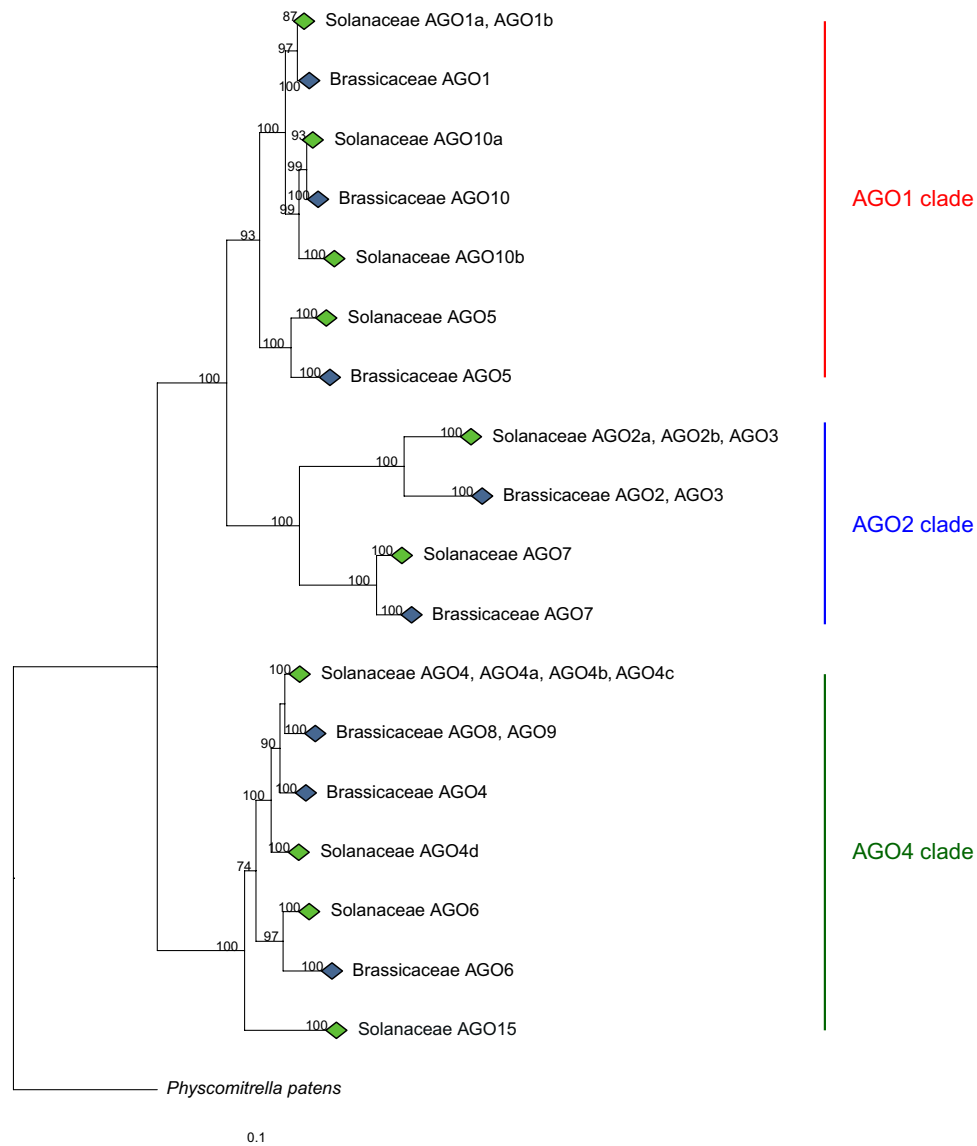 87
Solanaceae AGO1a, AGO1b
97
100
Brassicaceae AGO1
100
93
Solanaceae AGO10a
99
100
Brassicaceae AGO10
AGO1 clade
99
93
100
Solanaceae AGO10b
100
Solanaceae AGO5
100
100
Brassicaceae AGO5
100
100
Solanaceae AGO2a, AGO2b, AGO3
100
100
Brassicaceae AGO2, AGO3
100
AGO2 clade
100
Solanaceae AGO7
100
100
Brassicaceae AGO7
100
Solanaceae AGO4, AGO4a, AGO4b, AGO4c
100
Brassicaceae AGO8, AGO9
90
100
Brassicaceae AGO4
100
100
Solanaceae AGO4d
AGO4 clade
74
100
Solanaceae AGO6
97
100
100
Brassicaceae AGO6
100
Solanaceae AGO15
Physcomitrella patens
0.1